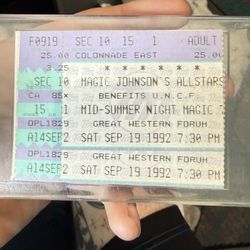 F0919 SEC 10 15 1 ADULT
25.00 COLONNADE EAST 25.00
3.25 * * * * * * * * *
SEC 10 MAGIC JOHNSON'S ALLSTARS
CA 85× BENEFITS U.N.C.F.
15 1 MID-SUMMER NIGHT MAGIC
OPL1829 GREAT WESTERN FORUM
A14SEP2 SAT SEP 19 1992 7:30 PM
OPL1829 GREAT WESTERN FORUM
A14SEP2 SAT SEP 19 1992 7:30 PM